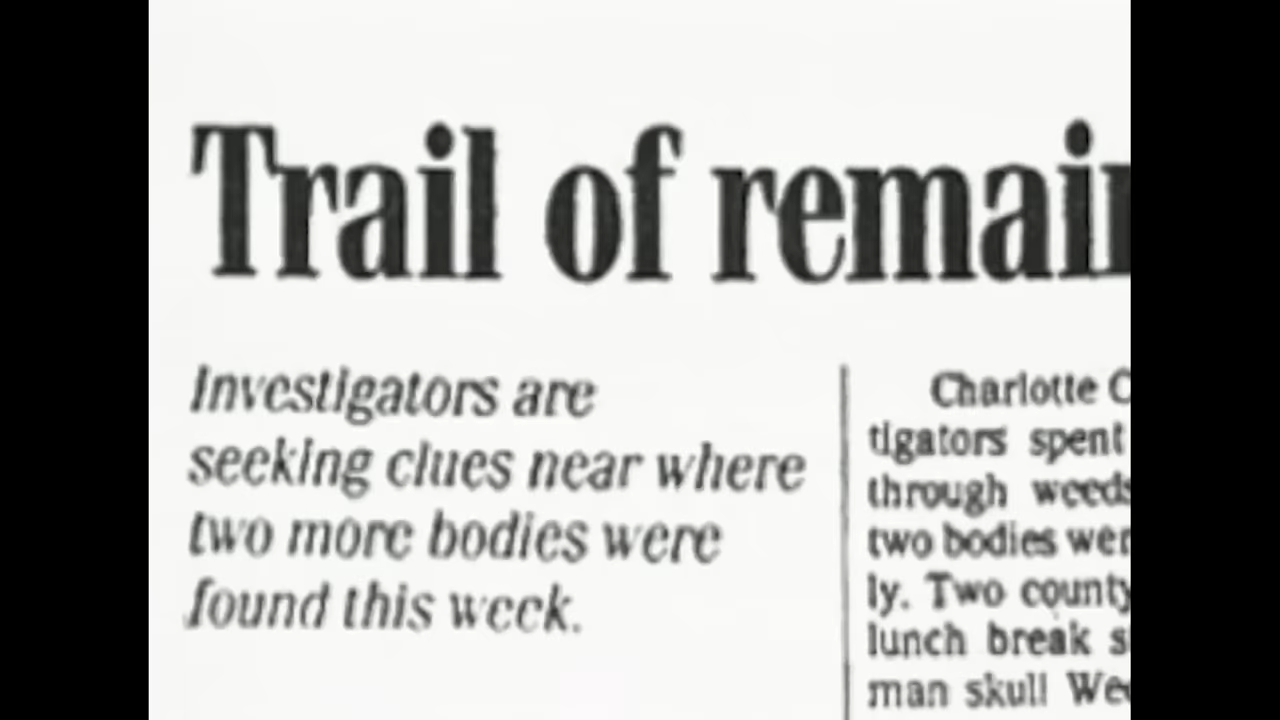 Trail of remai
Investigators are
seeking clues near where
two more bodies were
found this week.
Charlotte C
tigators spent
through weeds
two bodies wer
ly. Two county
lunch break s
man skull We